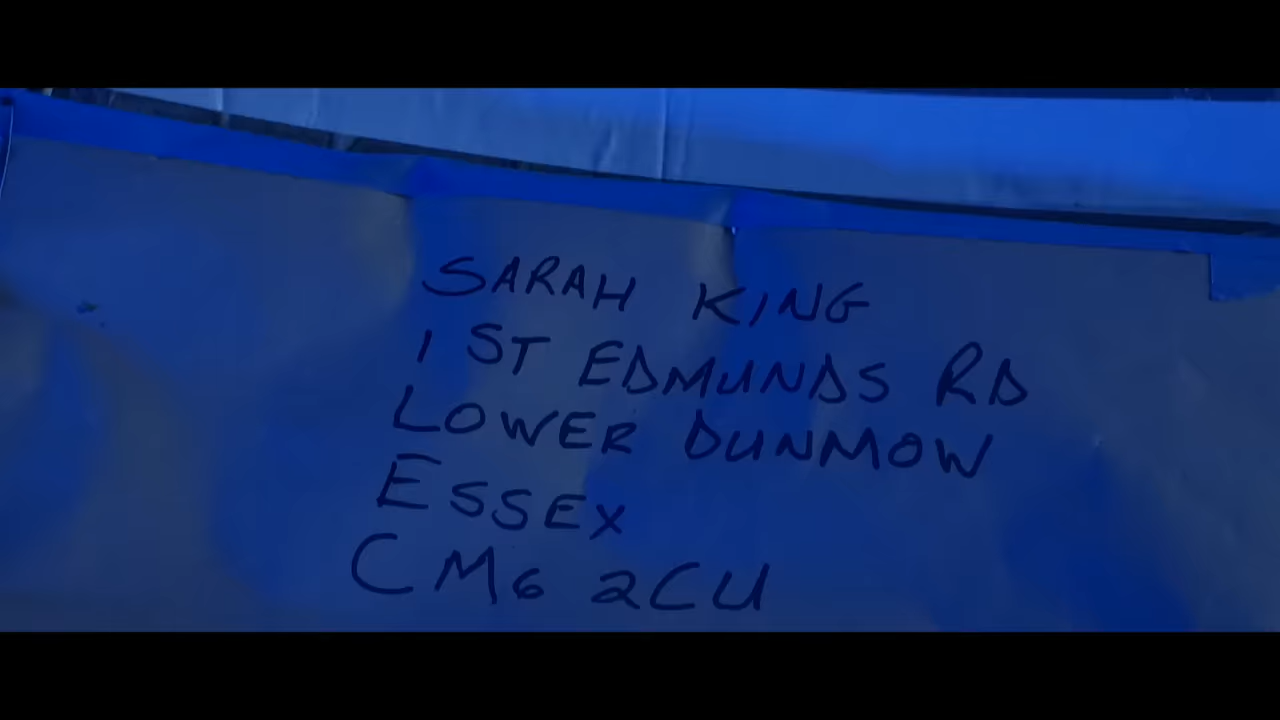 SARAH KING
1 ST EDMUNDS RD
LOWER DUNMOW
ESSEX
CM6 2CU